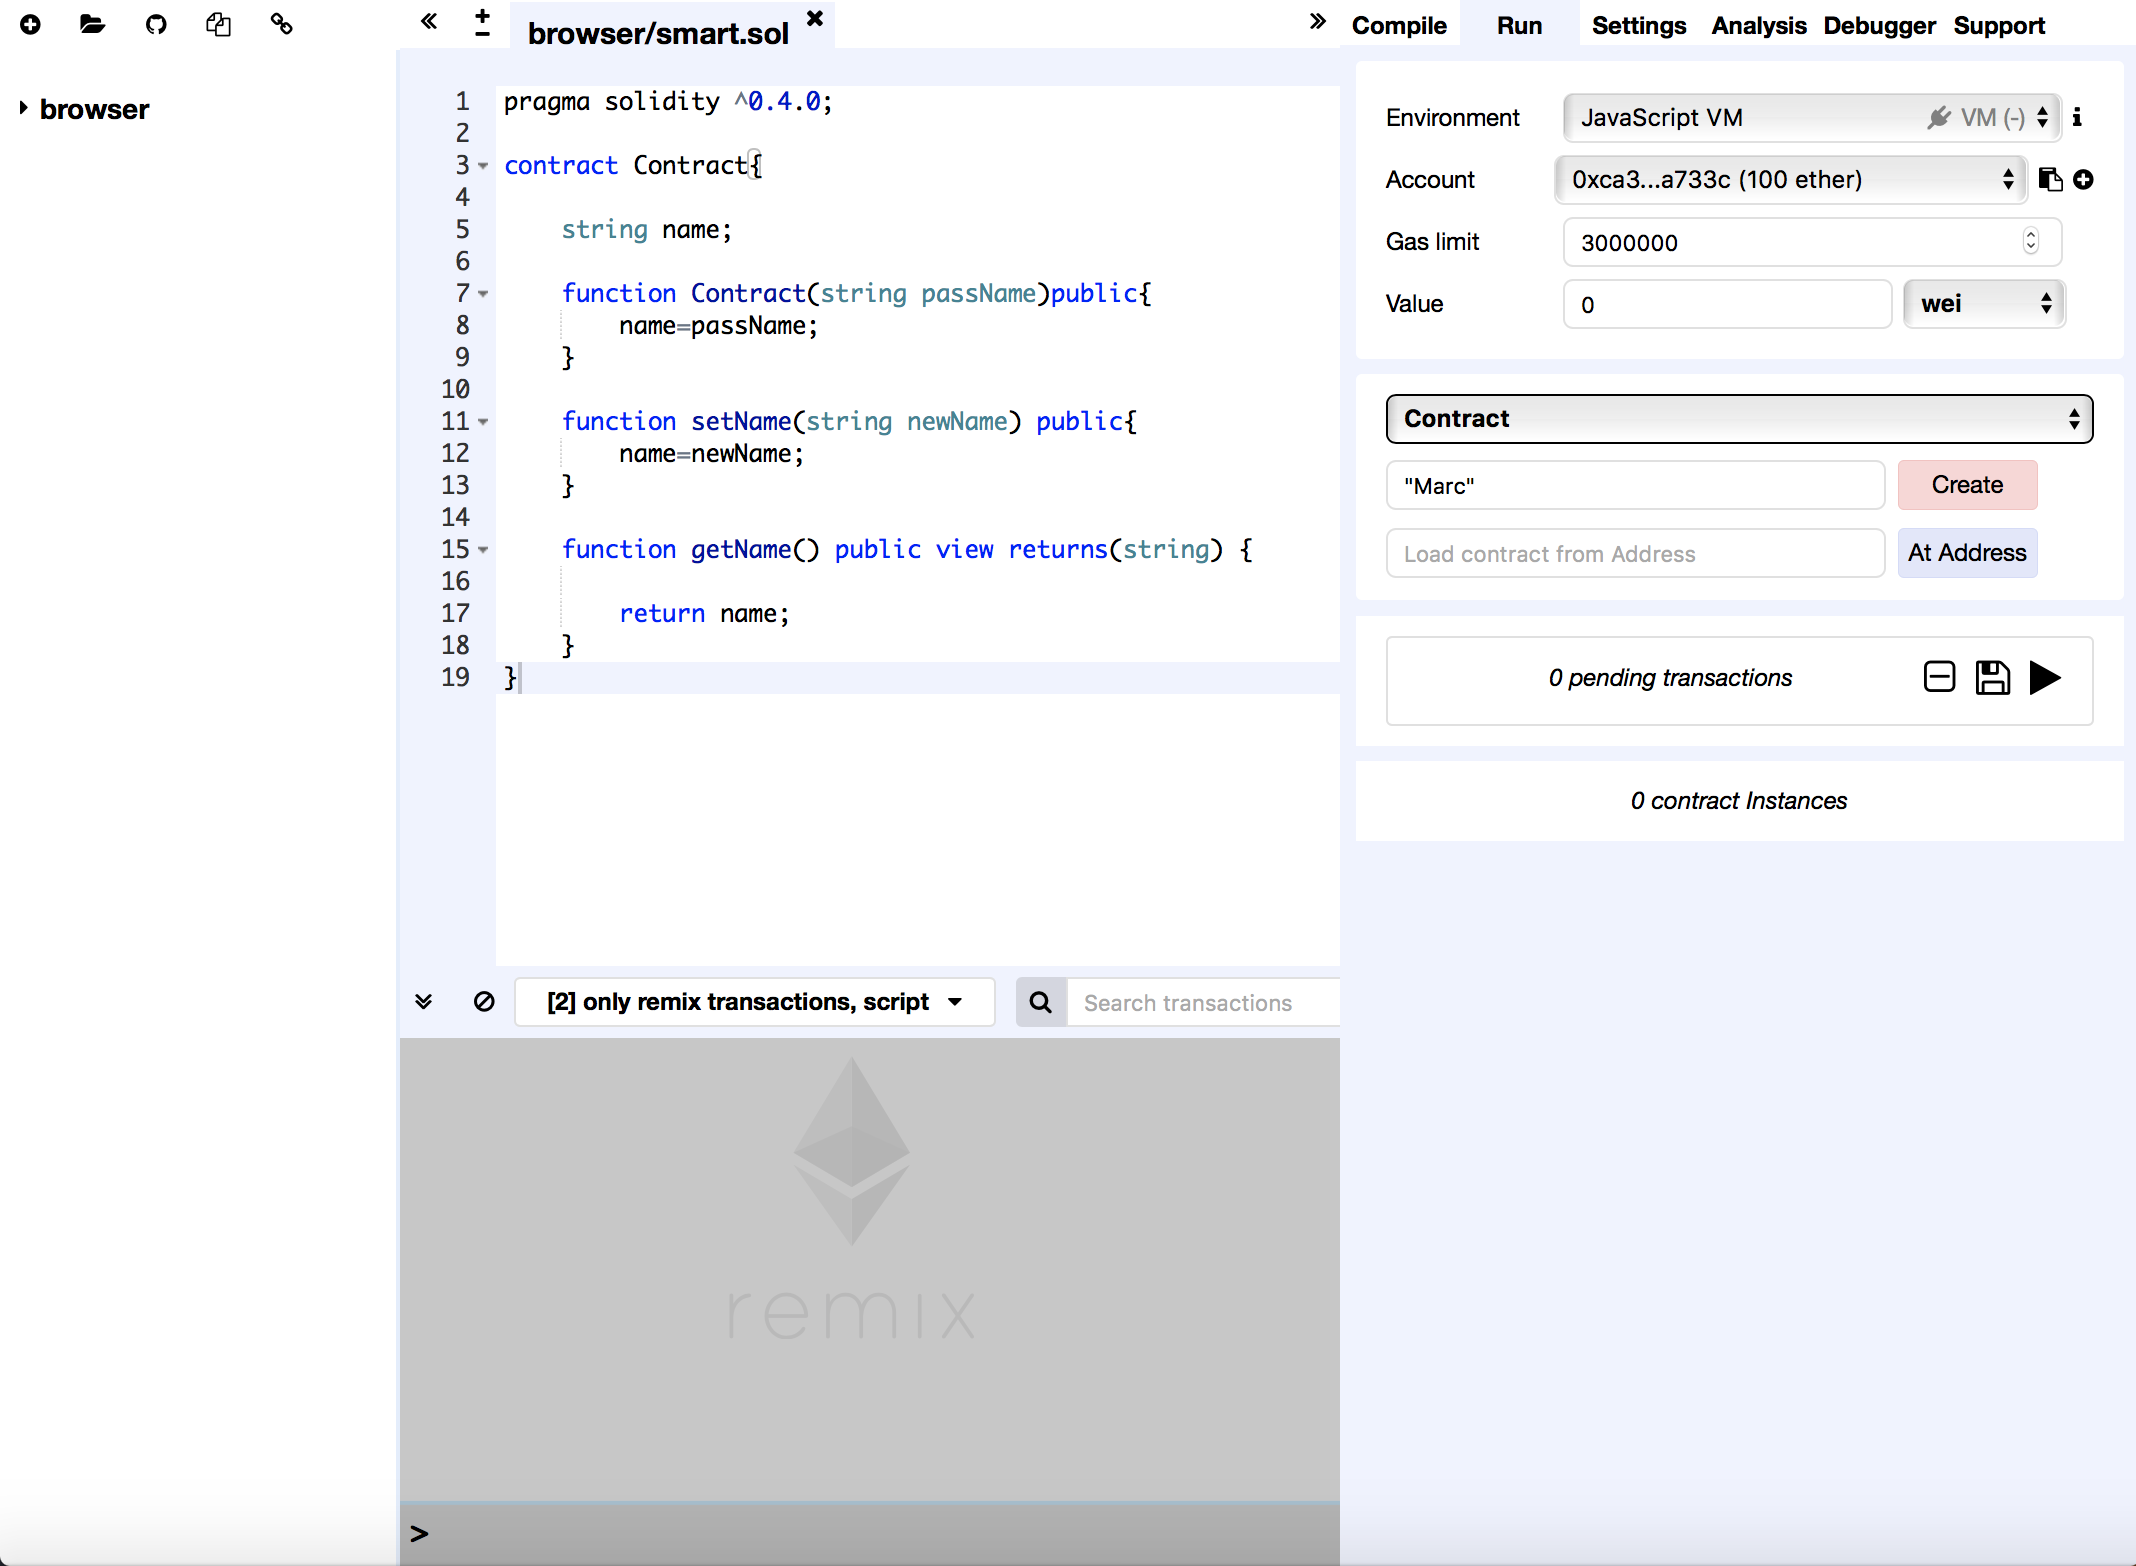 browser
browser/smart.sol
1 pragma solidity ^0.4.0;
2
3 contract Contract{
4
5     string name;
6
7     function Contract(string passName)public{
8         name=passName;
9     }
10
11     function setName(string newName) public{
12         name=newName;
13     }
14
15     function getName() public view returns(string) {
16
17         return name;
18     }
19 }
[2] only remix transactions, script
Search transactions
remix
>
Compile Run Settings Analysis Debugger Support
Environment JavaScript VM VM (-)
Account 0xca3...a733c (100 ether)
Gas limit 3000000
Value 0 wei
Contract
"Marc" Create
Load contract from Address At Address
0 pending transactions
0 contract Instances